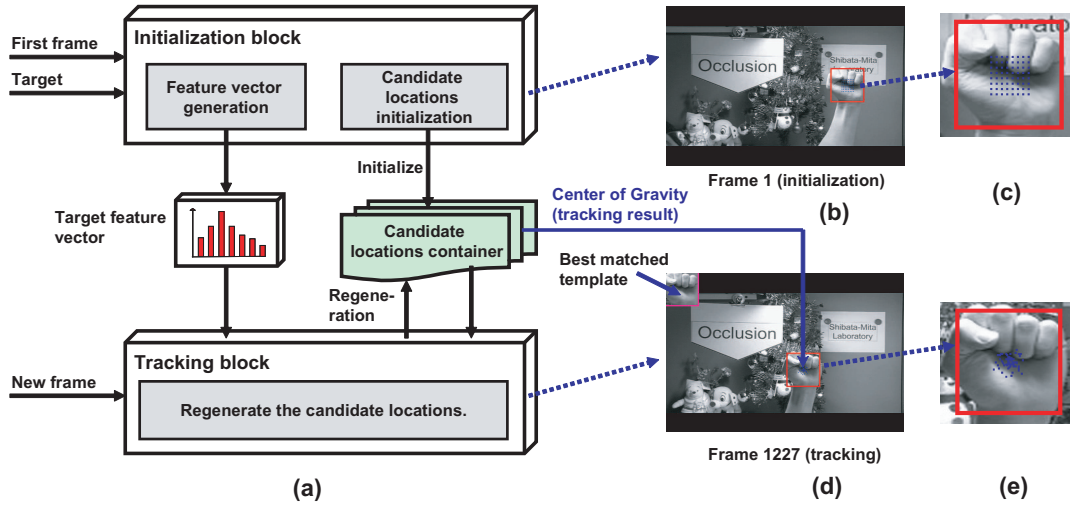 First frame
Target
Initialization block
Feature vector
generation
Candidate
locations
initialization
Initialize
Target feature
vector
Candidate
locations container
Regene-
ration
New frame
Tracking block
Regenerate the candidate locations.
(a)
Occlusion
Shibata-Mita
Frame 1 (initialization)
(b)
(c)
Center of Gravity
(tracking result)
Best matched
template
Occlusion
Shibata-Mita
Laboratory
Frame 1227 (tracking)
(d)
(e)